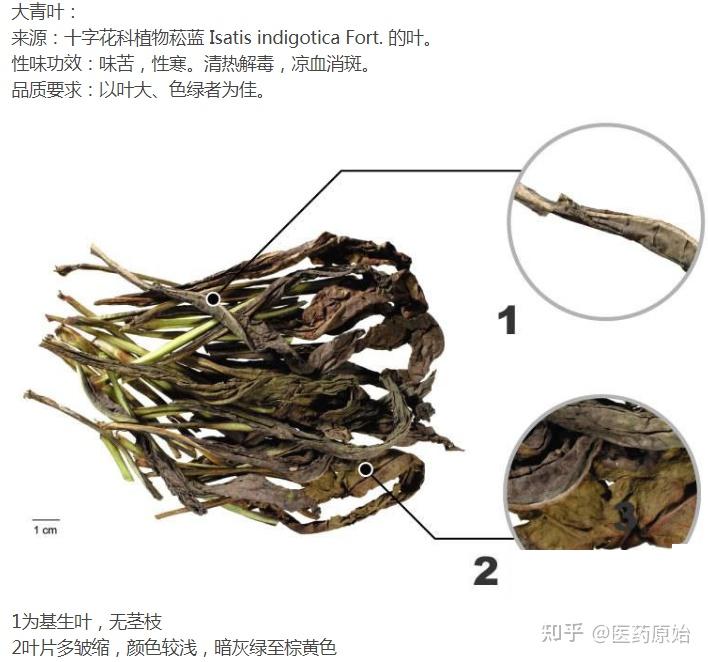 大青叶：
来源：十字花科植物菘蓝 Isatis indigotica Fort. 的叶。
性味功效：味苦，性寒。清热解毒，凉血消斑。
品质要求：以叶大、色绿者为佳。
1
3
1 cm
2
1为基生叶，无茎枝
2叶片多皱缩，颜色较浅，暗灰绿至棕黄色
知乎 @医药原始